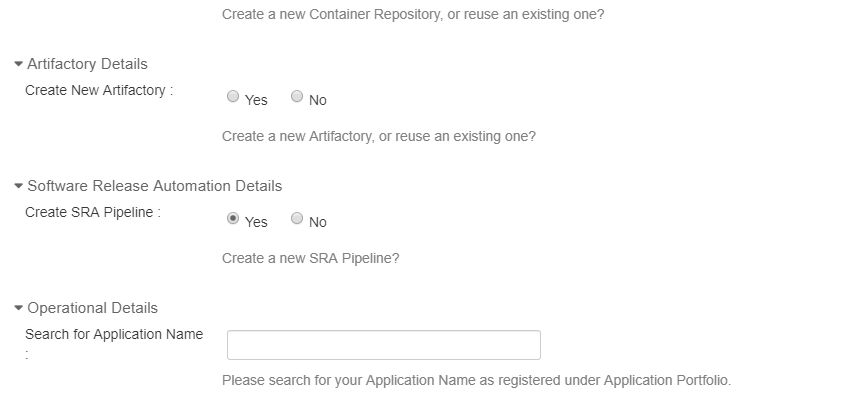 Create a new Container Repository, or reuse an existing one?
Artifactory Details
Create New Artifactory :
Yes No
Create a new Artifactory, or reuse an existing one?
Software Release Automation Details
Create SRA Pipeline :
Yes No
Create a new SRA Pipeline?
Operational Details
Search for Application Name
:
Please search for your Application Name as registered under Application Portfolio.